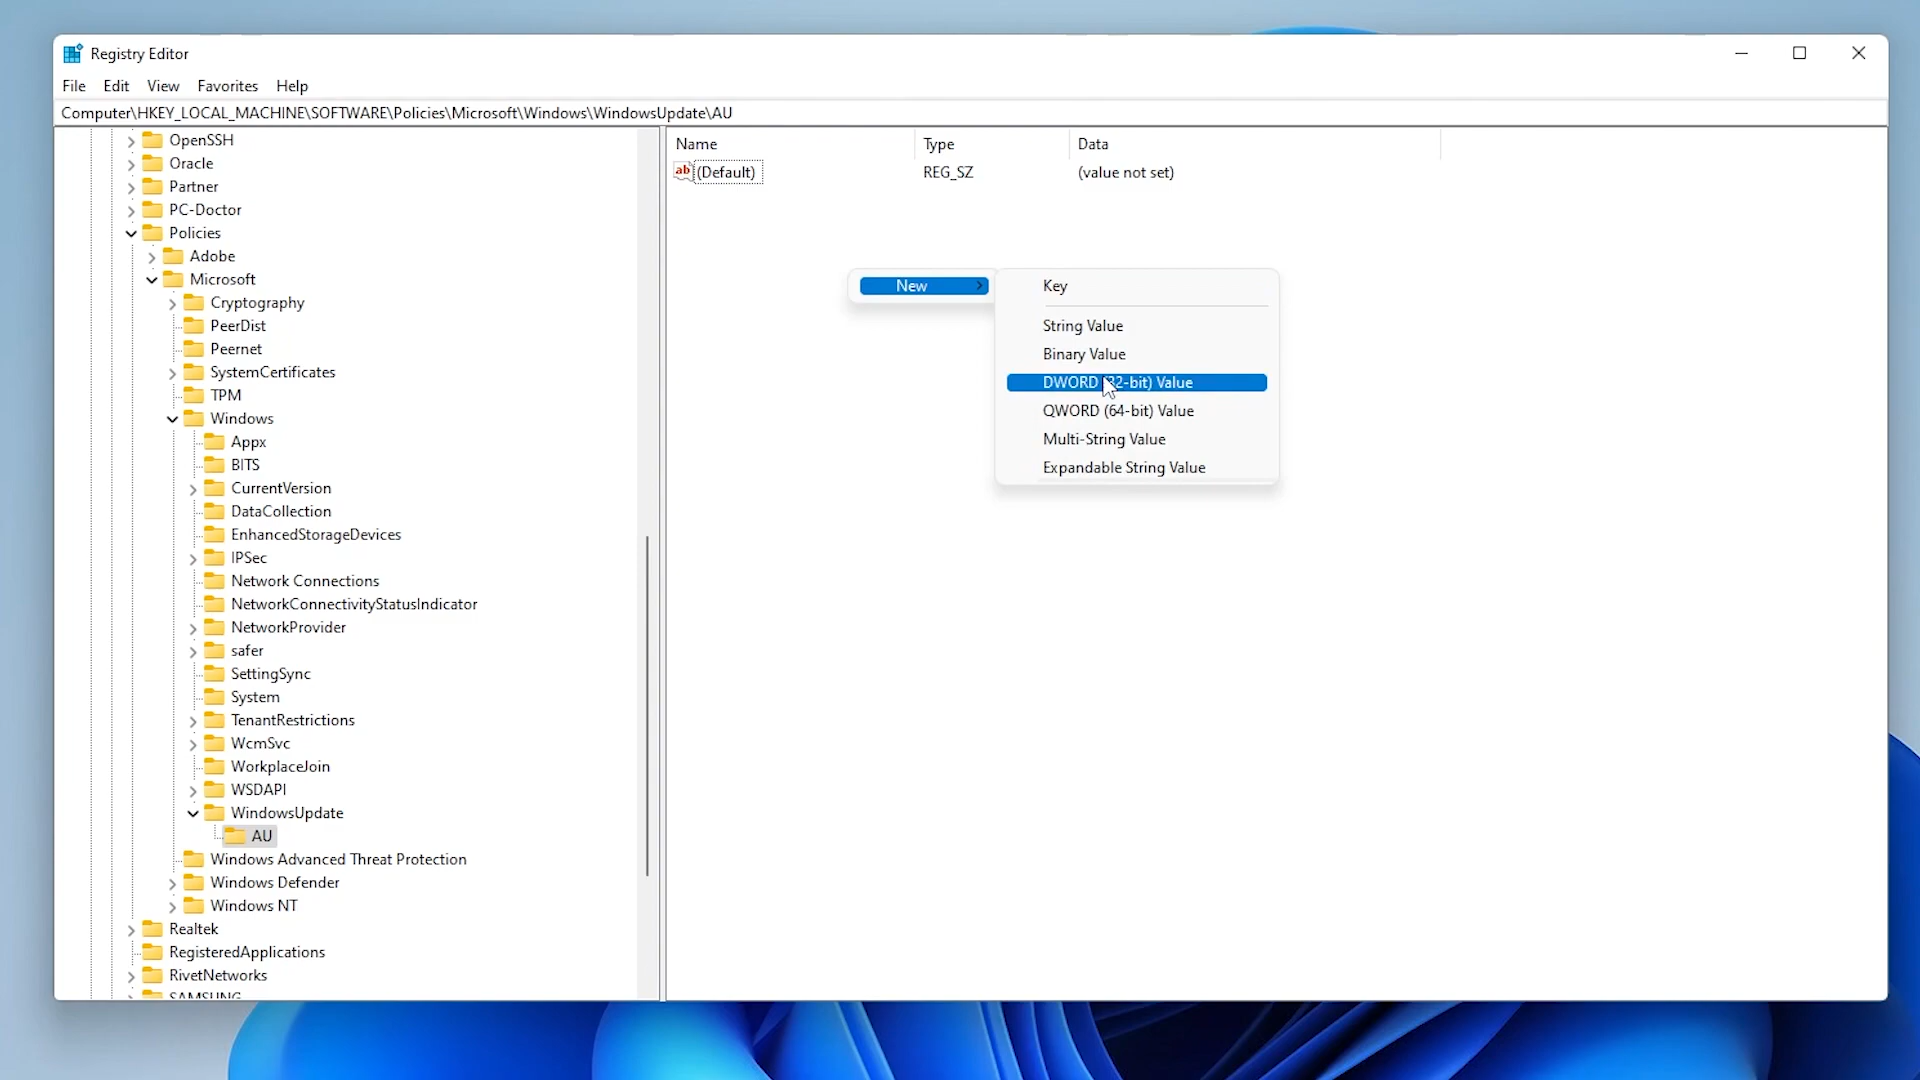 Registry Editor
File Edit View Favorites Help
Computer\HKEY_LOCAL_MACHINE\SOFTWARE\Policies\Microsoft\Windows\WindowsUpdate\AU
OpenSSH
Oracle
Partner
PC-Doctor
Policies
Adobe
Microsoft
Cryptography
PeerDist
Peernet
SystemCertificates
TPM
Windows
Appx
BITS
CurrentVersion
DataCollection
EnhancedStorageDevices
IPSec
Network Connections
NetworkConnectivityStatusIndicator
NetworkProvider
safer
SettingSync
System
TenantRestrictions
WcmSvc
WorkplaceJoin
WSDAPI
WindowsUpdate
AU
Windows Advanced Threat Protection
Windows Defender
Windows NT
Realtek
RegisteredApplications
RivetNetworks
SAMSUNG
Name Type Data
ab (Default) REG_SZ (value not set)
New
Key
String Value
Binary Value
DWORD (32-bit) Value
QWORD (64-bit) Value
Multi-String Value
Expandable String Value